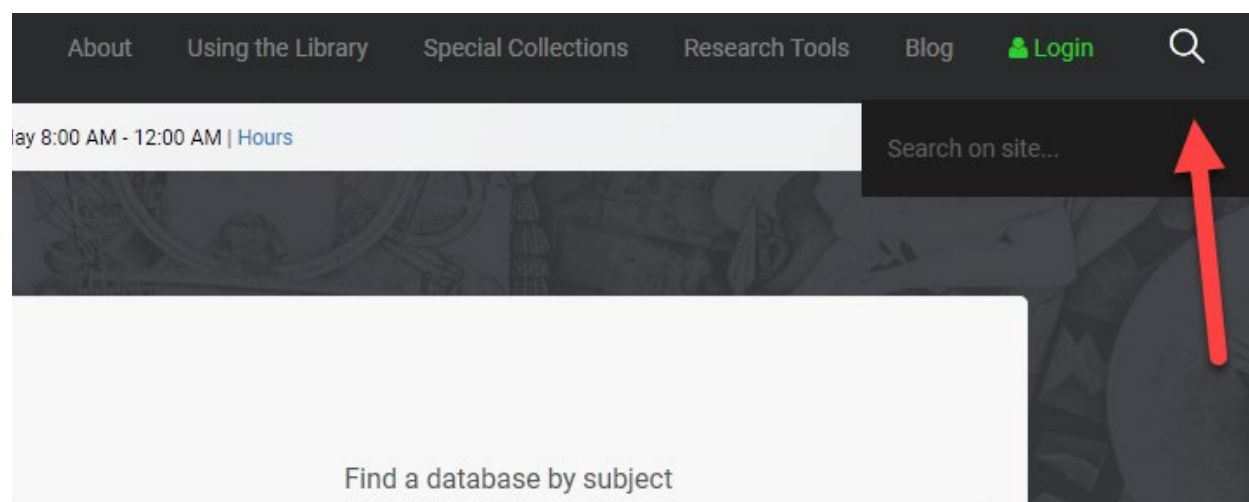 About Using the Library Special Collections Research Tools Blog Login
8:00 AM - 12:00 AM | Hours
Search on site...
Find a database by subject